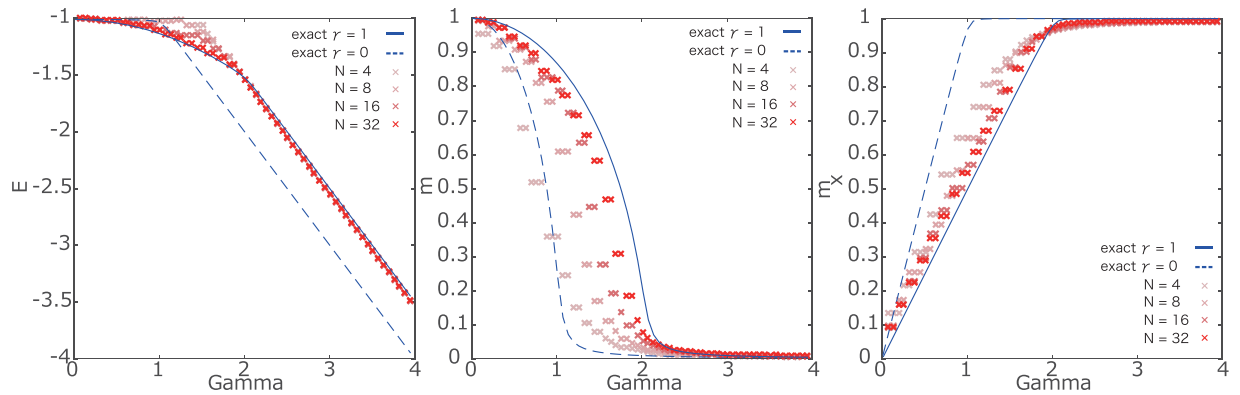 -1
-1.5
-2
-2.5
-3
-3.5
-4
E
0
1
2
3
4
Gamma
exact γ = 1
exact γ = 0
N = 4
N = 8
N = 16
N = 32
1
0.9
0.8
0.7
0.6
0.5
0.4
0.3
0.2
0.1
0
m
0
1
2
3
4
Gamma
exact γ = 1
exact γ = 0
N = 4
N = 8
N = 16
N = 32
1
0.9
0.8
0.7
0.6
0.5
0.4
0.3
0.2
0.1
0
mx
0
1
2
3
4
Gamma
exact γ = 1
exact γ = 0
N = 4
N = 8
N = 16
N = 32